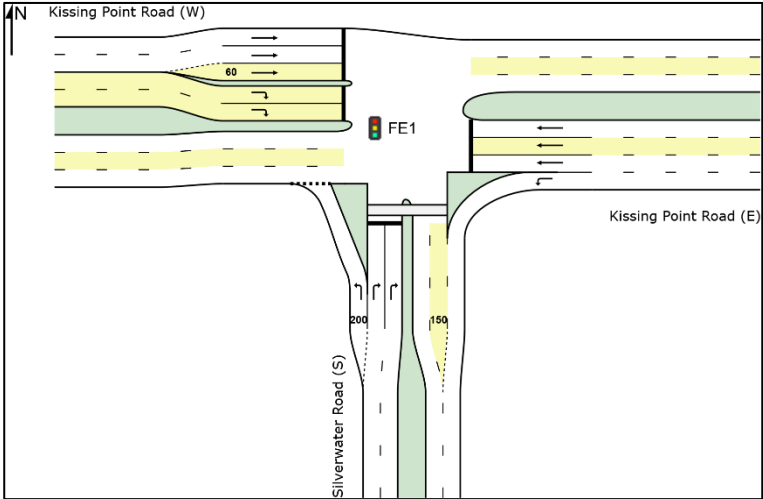 N
Kissing Point Road (W)
60
FE1
Kissing Point Road (E)
200
150
Silverwater Road (S)